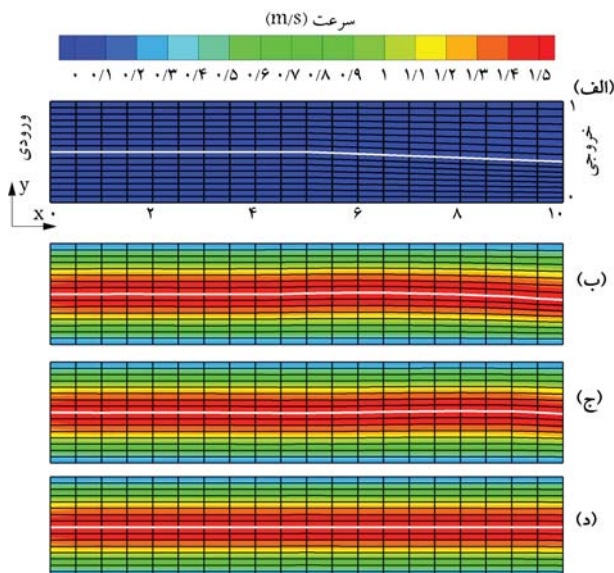 سرعت (m/s)
۰ ۰/۱ ۰/۲ ۰/۳ ۰/۴ ۰/۵ ۰/۶ ۰/۷ ۰/۸ ۰/۹ ۱ ۱/۱ ۱/۲ ۱/۳ ۱/۴ ۱/۵
(الف)
ورودی
خروجی
۱
۰
y
x
۰ ۲ ۴ ۶ ۸ ۱۰
(ب)
(ج)
(د)